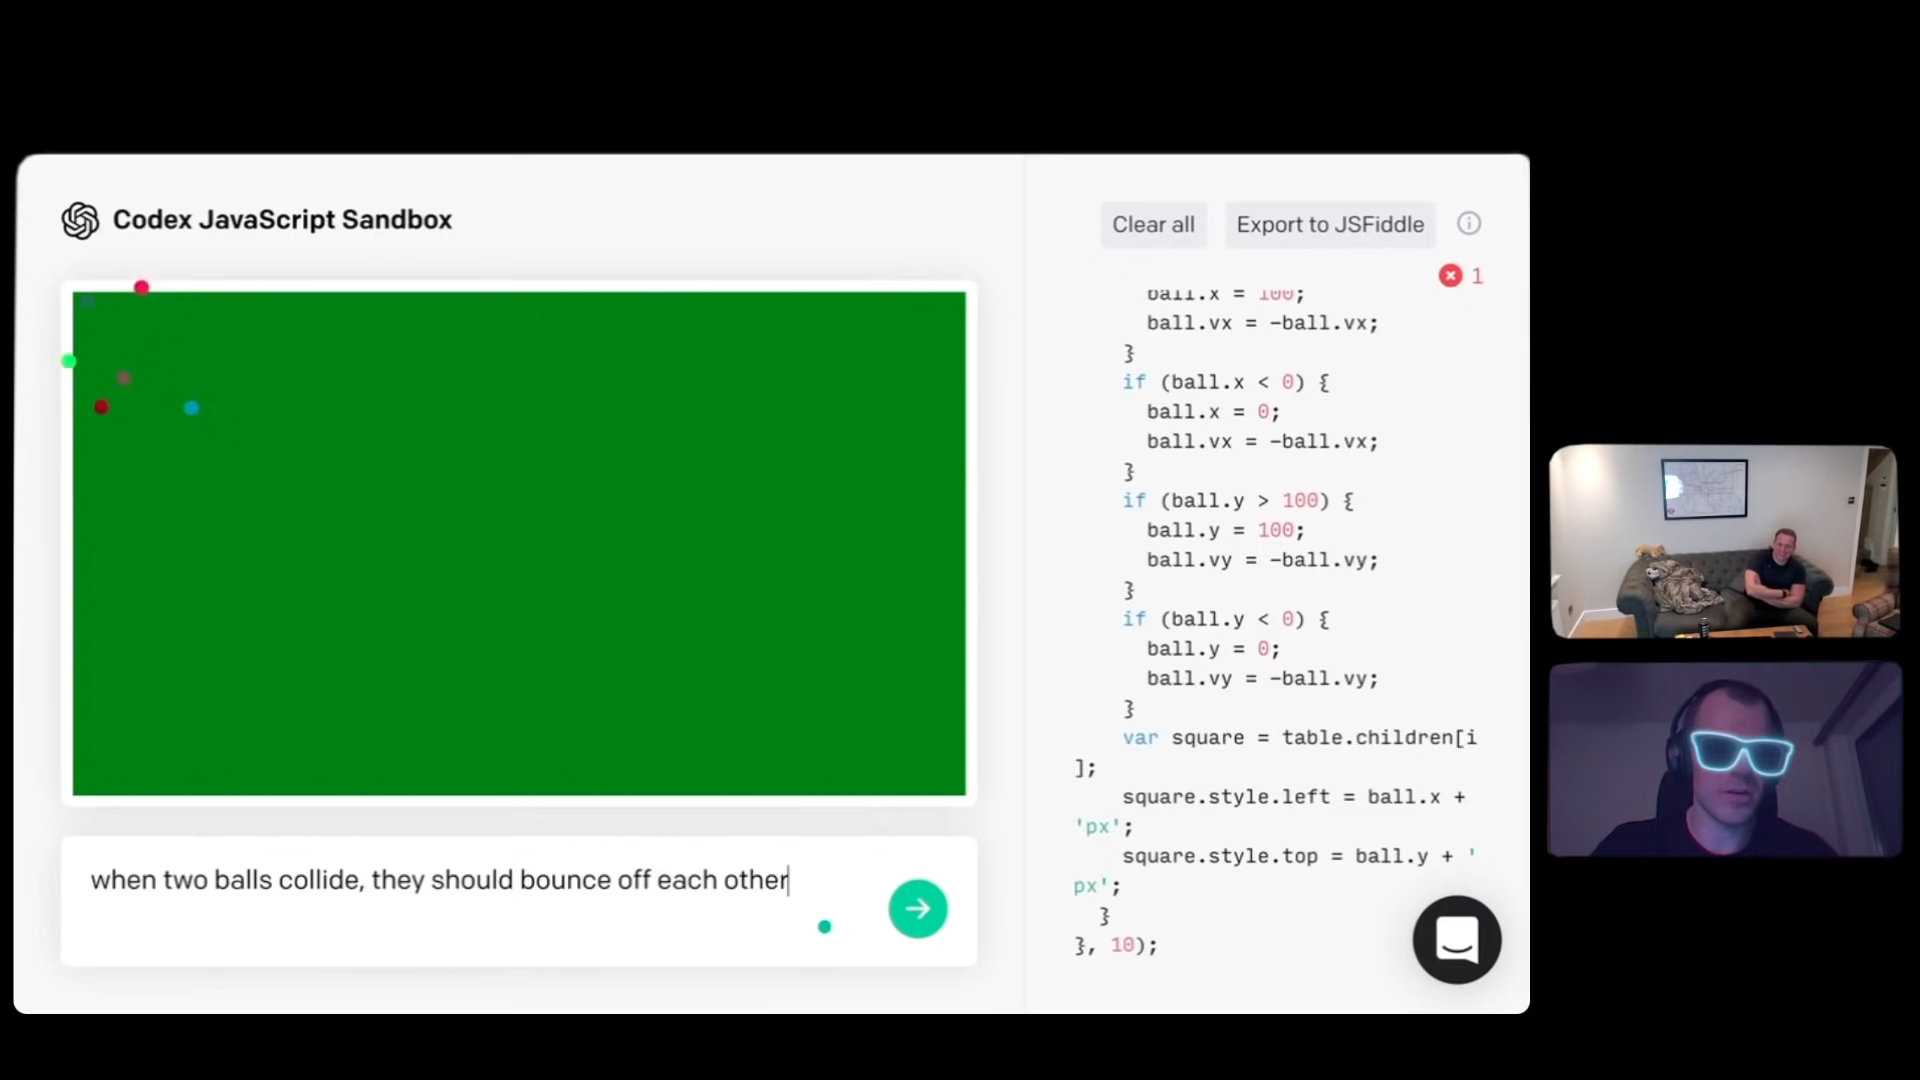 Codex JavaScript Sandbox
when two balls collide, they should bounce off each other
Clear all
Export to JSFiddle
1
ball.x = 100;
ball.vx = -ball.vx;
}
if (ball.x < 0) {
ball.x = 0;
ball.vx = -ball.vx;
}
if (ball.y > 100) {
ball.y = 100;
ball.vy = -ball.vy;
}
if (ball.y < 0) {
ball.y = 0;
ball.vy = -ball.vy;
}
var square = table.children[i
];
square.style.left = ball.x +
'px';
square.style.top = ball.y + '
px';
}
}, 10);